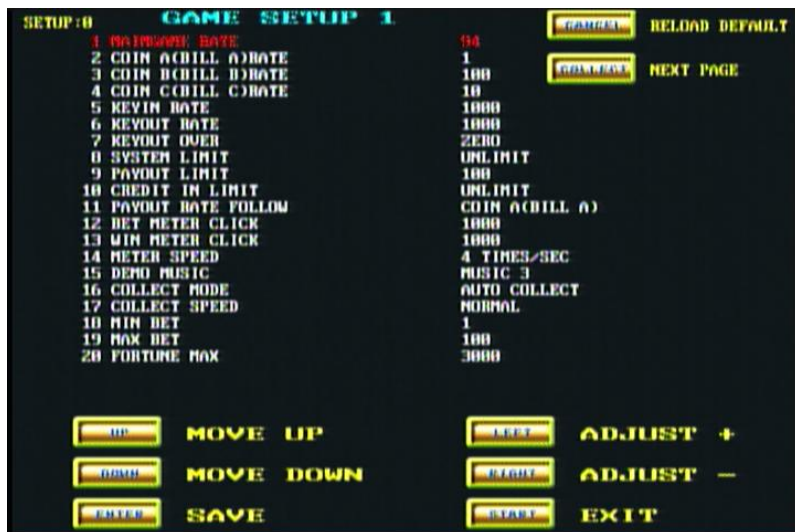 SETUP:0 GAME SETUP 1 CANCEL RELOAD DEFAULT
1 MAINGAME RATE 94
2 COIN A(BILL A)RATE 1
COLLECT NEXT PAGE
3 COIN B(BILL B)RATE 100
4 COIN C(BILL C)RATE 10
5 KEYIN RATE 1000
6 KEYOUT RATE 1000
7 KEYOUT OVER ZERO
8 SYSTEM LIMIT UNLIMIT
9 PAYOUT LIMIT 100
10 CREDIT IN LIMIT UNLIMIT
11 PAYOUT RATE FOLLOW COIN A(BILL A)
12 BET METER CLICK 1000
13 WIN METER CLICK 1000
14 METER SPEED 4 TIMES/SEC
15 DEMO MUSIC MUSIC 3
16 COLLECT MODE AUTO COLLECT
17 COLLECT SPEED NORMAL
18 MIN BET 1
19 MAX BET 100
20 FORTUNE MAX 3000
UP MOVE UP LEFT ADJUST +
DOWN MOVE DOWN RIGHT ADJUST -
ENTER SAVE START EXIT